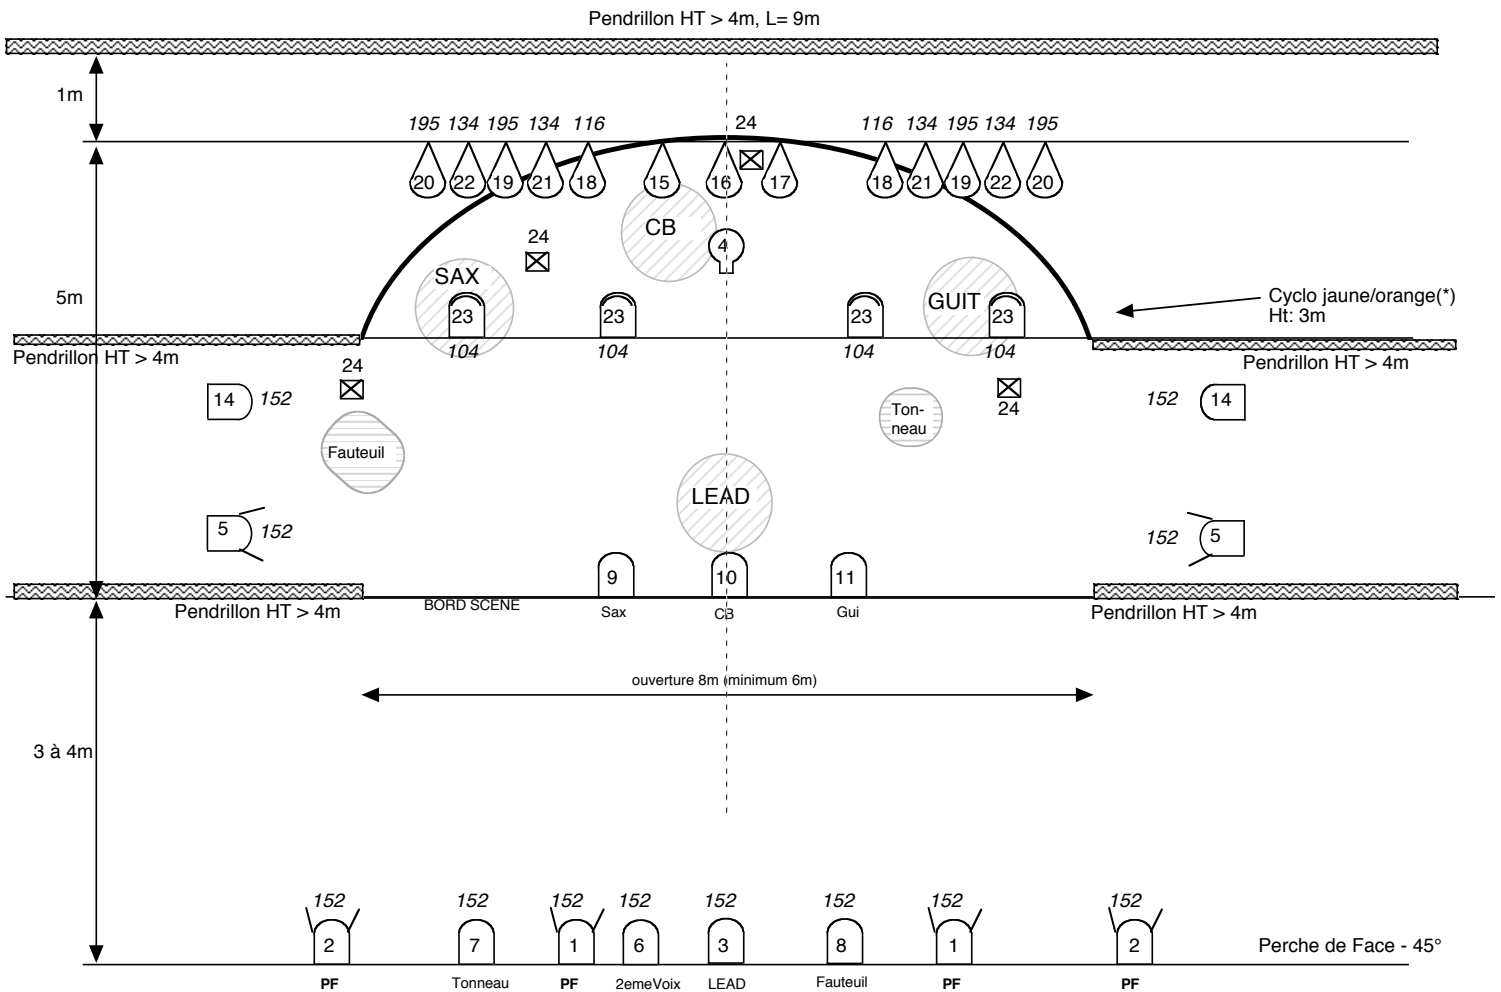 Pendrillon HT > 4m, L= 9m
1m
195 134 195 134 116 24 116 134 195 134 195
20 22 19 21 18 15 16 17 18 21 19 22 20
CB
24
4
SAX
GUIT
5m
Cyclo jaune/orange(*)
Ht: 3m
23 23 23 23
104 104 104 104
Pendrillon HT > 4m
Pendrillon HT > 4m
24
24
14 152
152 14
Ton-
neau
Fauteuil
LEAD
5 152
152 5
9 10 11
BORD SCENE
Pendrillon HT > 4m
Sax CB Gui
Pendrillon HT > 4m
ouverture 8m (minimum 6m)
3 à 4m
152 152 152 152 152 152 152 152
2 7 1 6 3 8 1 2
Perche de Face - 45°
PF Tonneau PF 2emeVoix LEAD Fauteuil PF PF